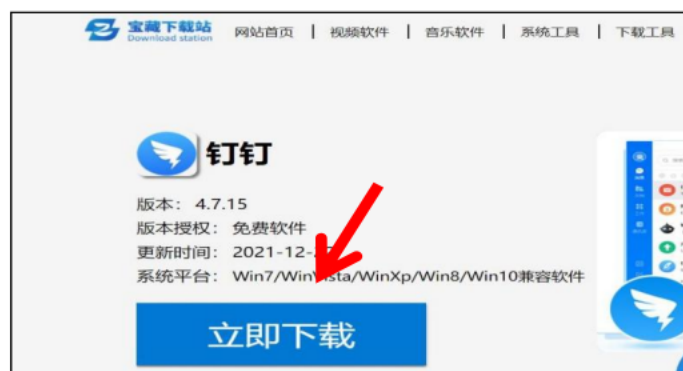 宝藏下载站
Download station
网站首页 | 视频软件 | 音乐软件 | 系统工具 | 下载工具
钉钉
版本: 4.7.15
版本授权: 免费软件
更新时间: 2021-12-
系统平台: Win7/WinVista/WinXp/Win8/Win10兼容软件
立即下载